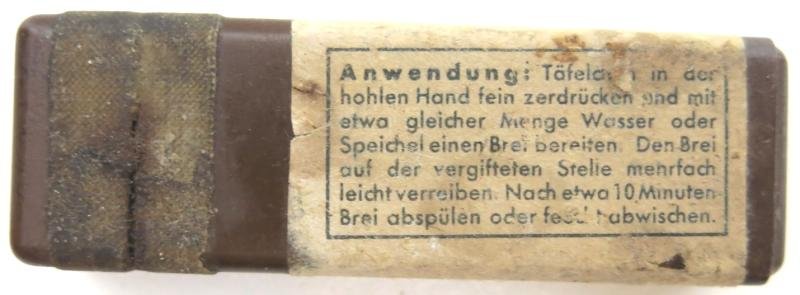 Anwendung: in der
hohlen Hand fein zerdrücken und mit
etwa gleicher Menge Wasser oder
Speichel einen Brei bereiten. Den Brei
auf der vergifteten Stelle mehrfach
leicht verreiben. Nach etwa 10 Minuten
Brei abspülen oder abwischen.